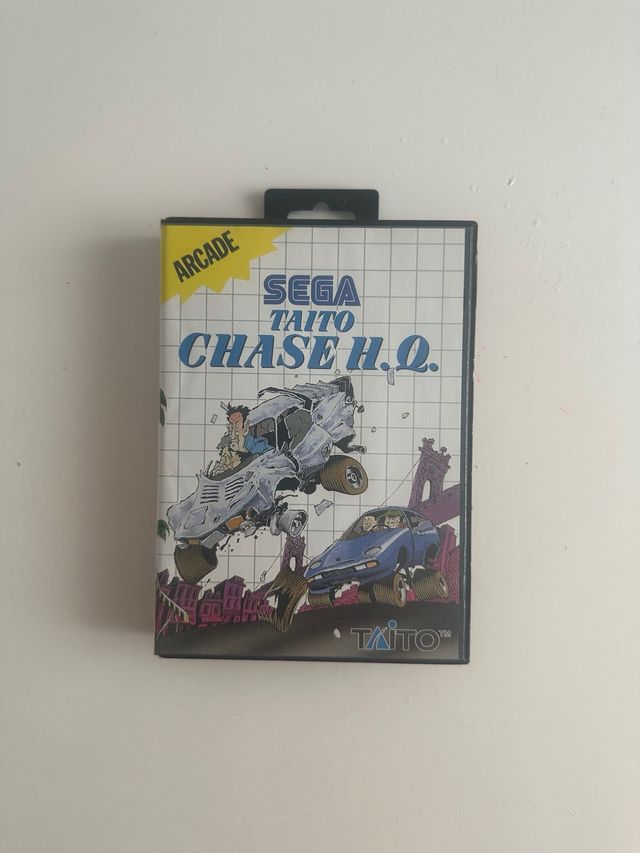 ARCADE
SEGA
TAITO
CHASE H.Q.
TAITO™